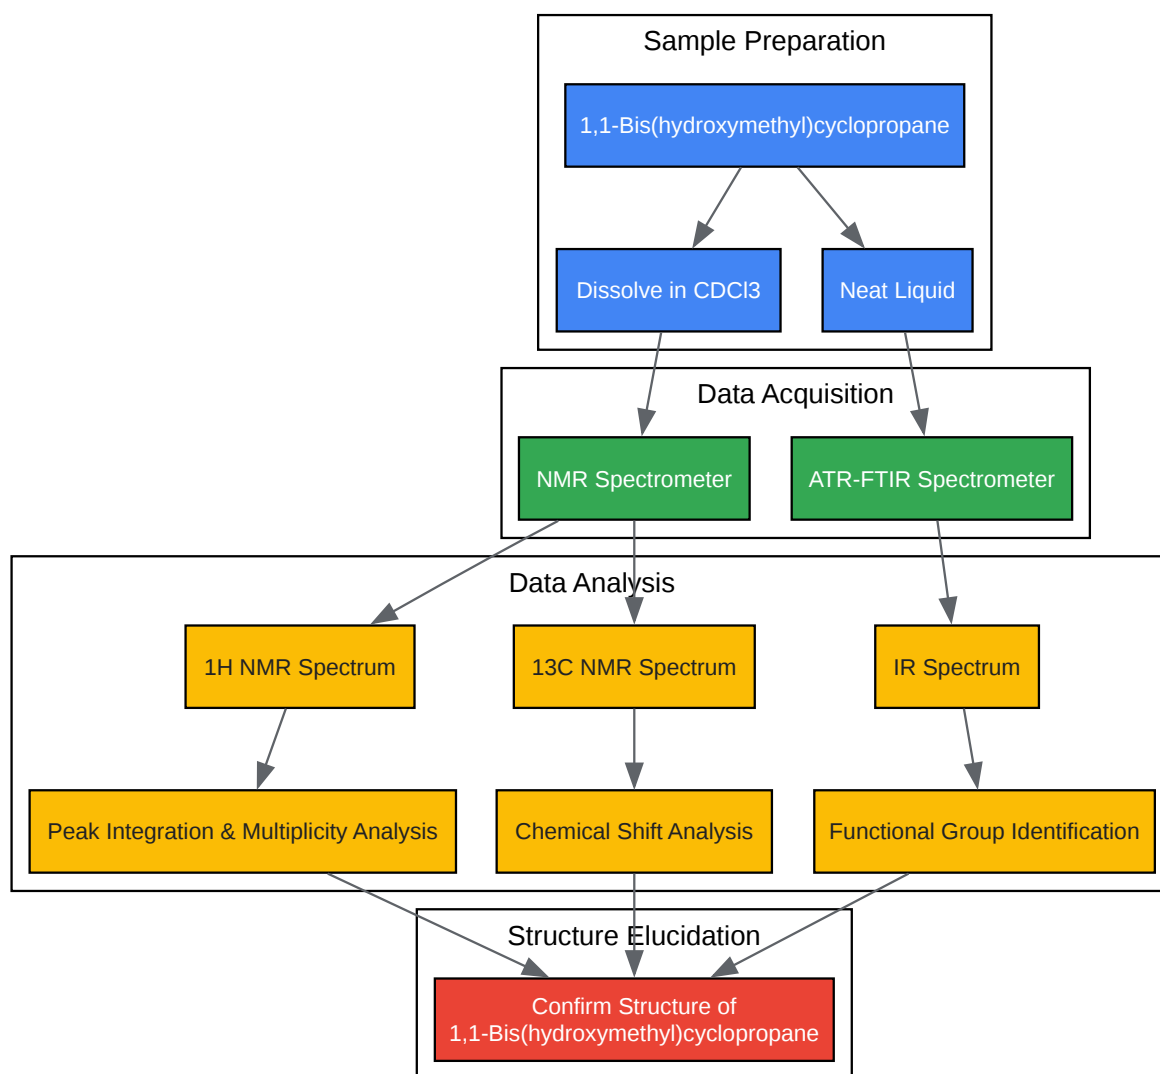 Sample Preparation
1,1-Bis(hydroxymethyl)cyclopropane
Dissolve in CDCl3
Neat Liquid
Data Acquisition
NMR Spectrometer
ATR-FTIR Spectrometer
Data Analysis
1H NMR Spectrum
13C NMR Spectrum
IR Spectrum
Peak Integration & Multiplicity Analysis
Chemical Shift Analysis
Functional Group Identification
Structure Elucidation
Confirm Structure of
1,1-Bis(hydroxymethyl)cyclopropane